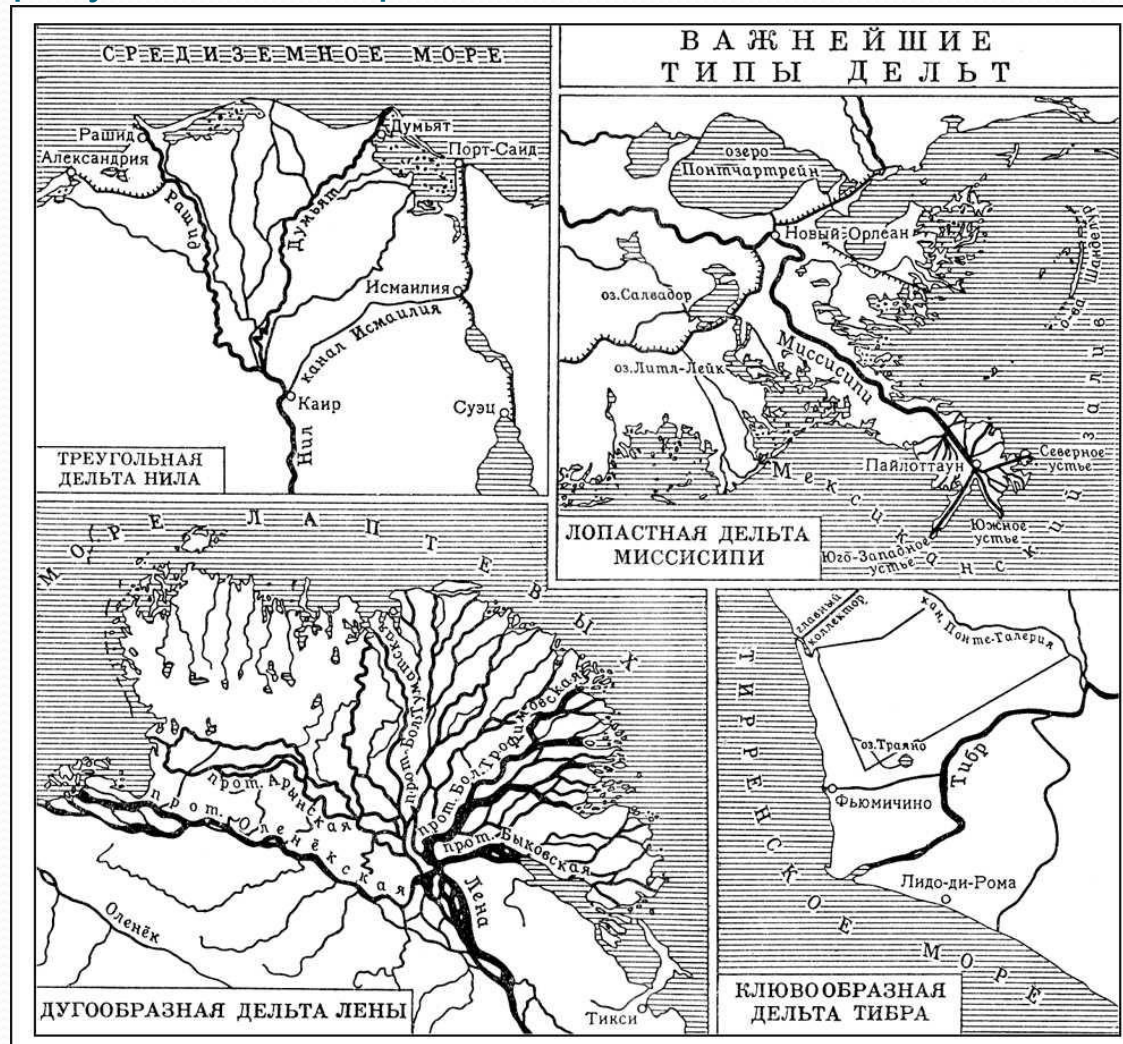 СРЕДИЗЕМНОЕ МОРЕ
Рашид
Думьят
Александрия
Порт-Саид
Рашид
Думьят
Исмаилия
канал Исмаилия
Каир
Суэц
Нил
ТРЕУГОЛЬНАЯ
ДЕЛЬТА НИЛА
ВАЖНЕЙШИЕ
ТИПЫ ДЕЛЬТ
озеро
Понтчартрейн
Новый-Орлеан
о-ва Шанделур
оз.Салвадор
оз.Литл-Лейк
Миссисипи
Пайлоттаун
Северное
устье
Южное
устье
Юго-Западное
устье
Мексиканский залив
ЛОПАСТНАЯ ДЕЛЬТА
МИССИСИПИ
МОРЕ ЛАПТЕВЫХ
прот. Бол. Туматская
прот. Бол. Трофимовская
прот. Быковская
прот. Арынская
прот. Оленёкская
Лена
Оленёк
Тикси
ДУГООБРАЗНАЯ ДЕЛЬТА ЛЕНЫ
главный
коллектор
кан. Понте-Галерия
оз.Траяно
Тибр
Фьюмичино
Лидо-ди-Рома
ТИРРЕНСКОЕ МОРЕ
КЛЮВООБРАЗНАЯ
ДЕЛЬТА ТИБРА